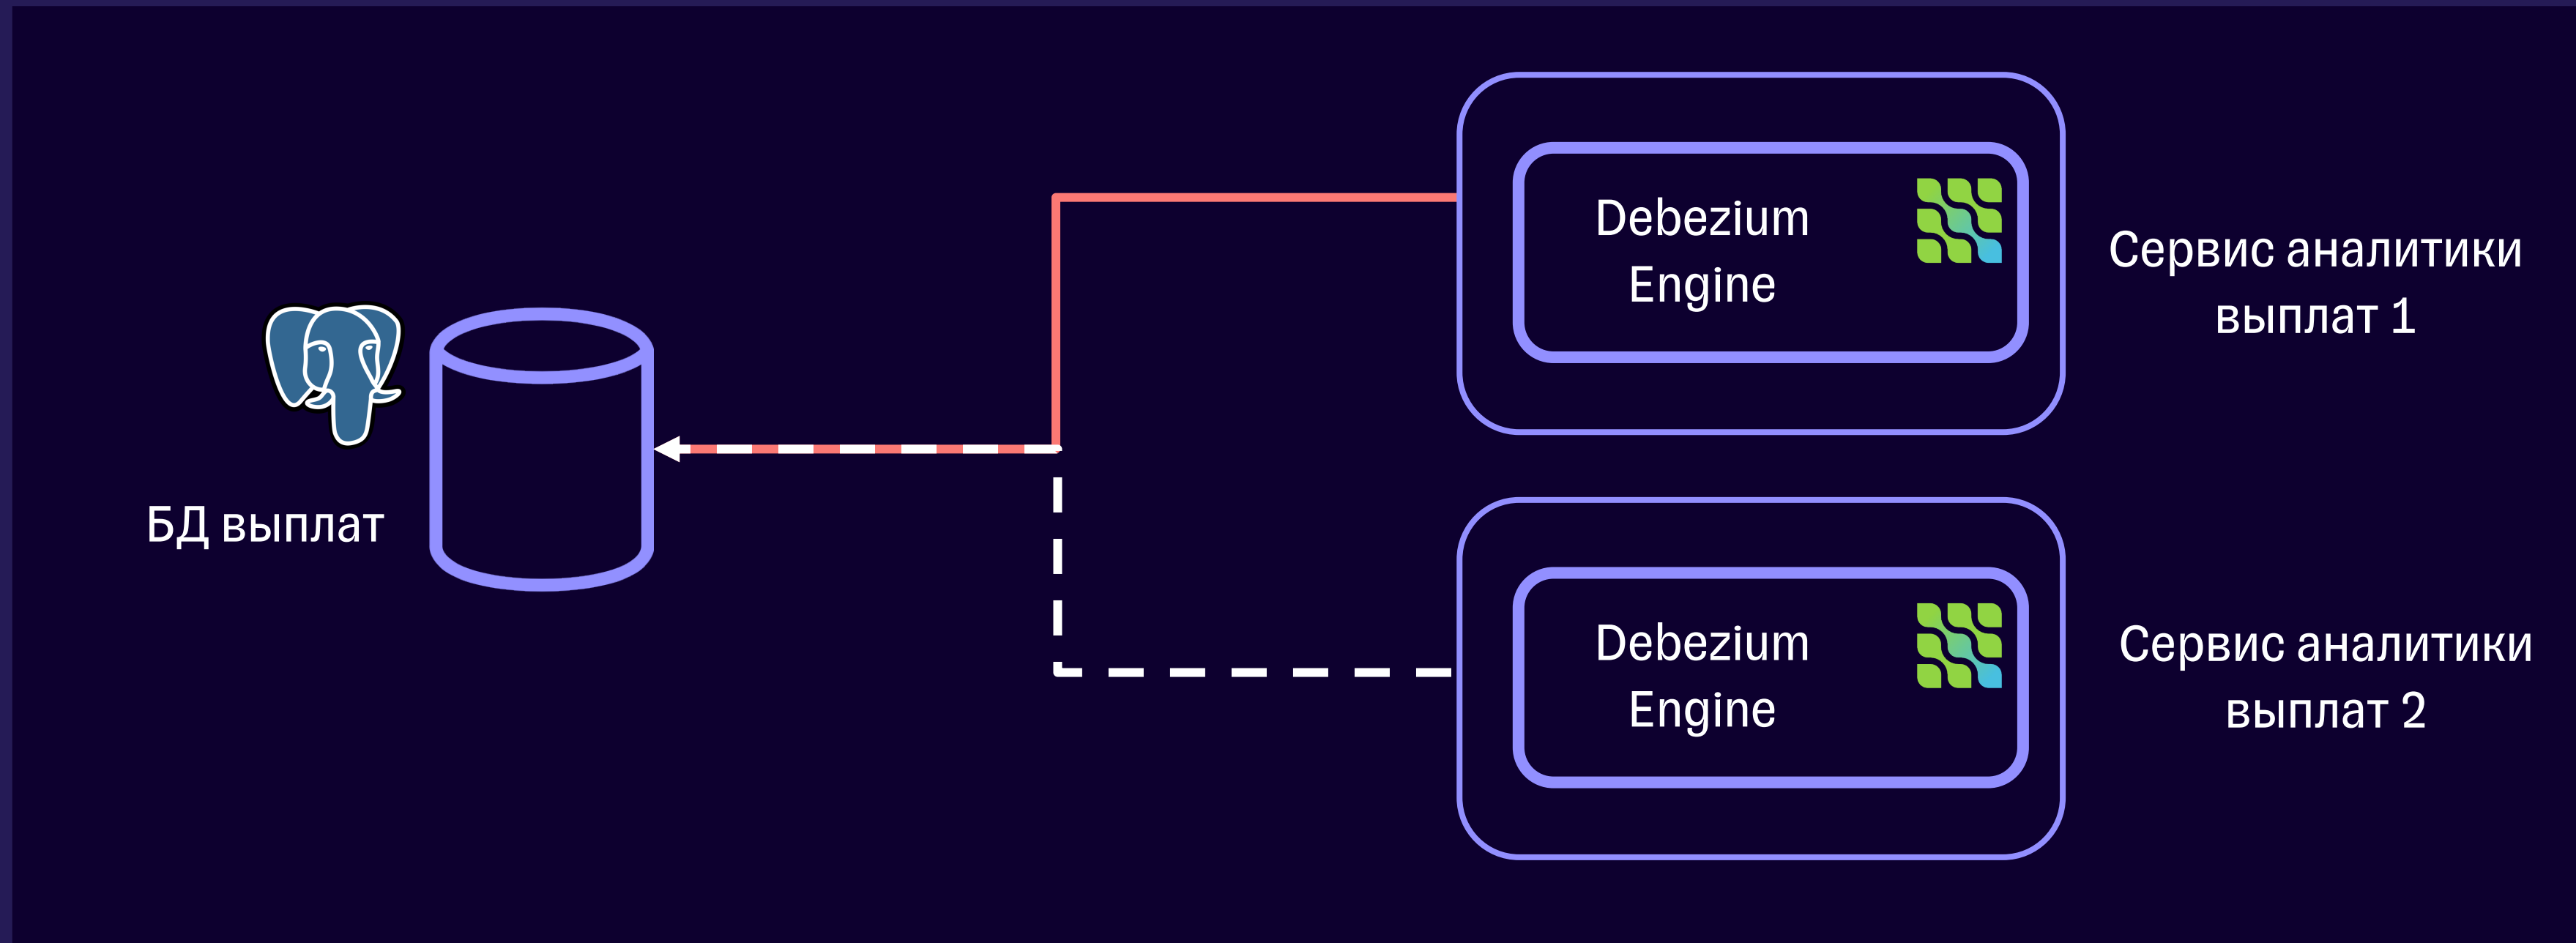 БД выплат
Debezium
Engine
Сервис аналитики
выплат 1
Debezium
Engine
Сервис аналитики
выплат 2